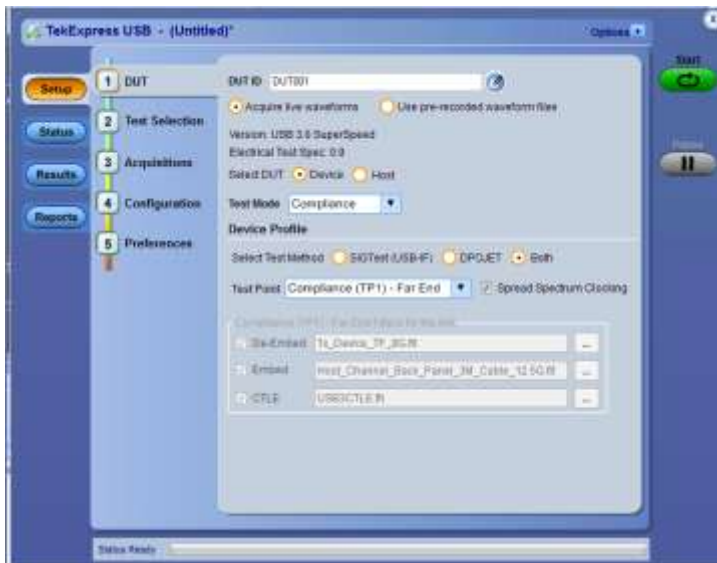 TekExpress USB - (Untitled)*
Options
Start
Setup
1 DUT
DUT ID DUT001
Acquire live waveforms Use pre-recorded waveform files
Status
2 Test Selection
Version: USB 3.0 SuperSpeed
Electrical Test Spec: 0.9
3 Acquisitions
Select DUT Device Host
Results
4 Configuration
Test Mode Compliance
Reports
Device Profile
5 Preferences
Select Test Method SIGTest (USB-IF) DPOJET Both
Test Point Compliance (TP1) - Far End Spread Spectrum Clocking
De-Embed
Embed
CTLE USB3CTLE.flt
Status Ready